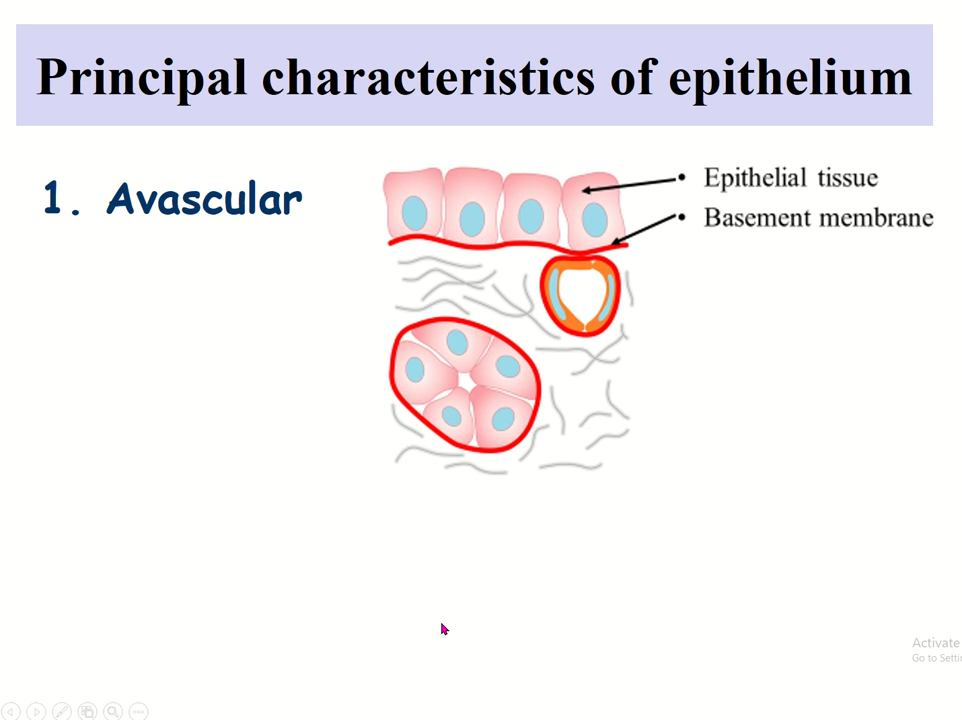 Principal characteristics of epithelium
1. Avascular
• Epithelial tissue
• Basement membrane
Activate
Go to Setti